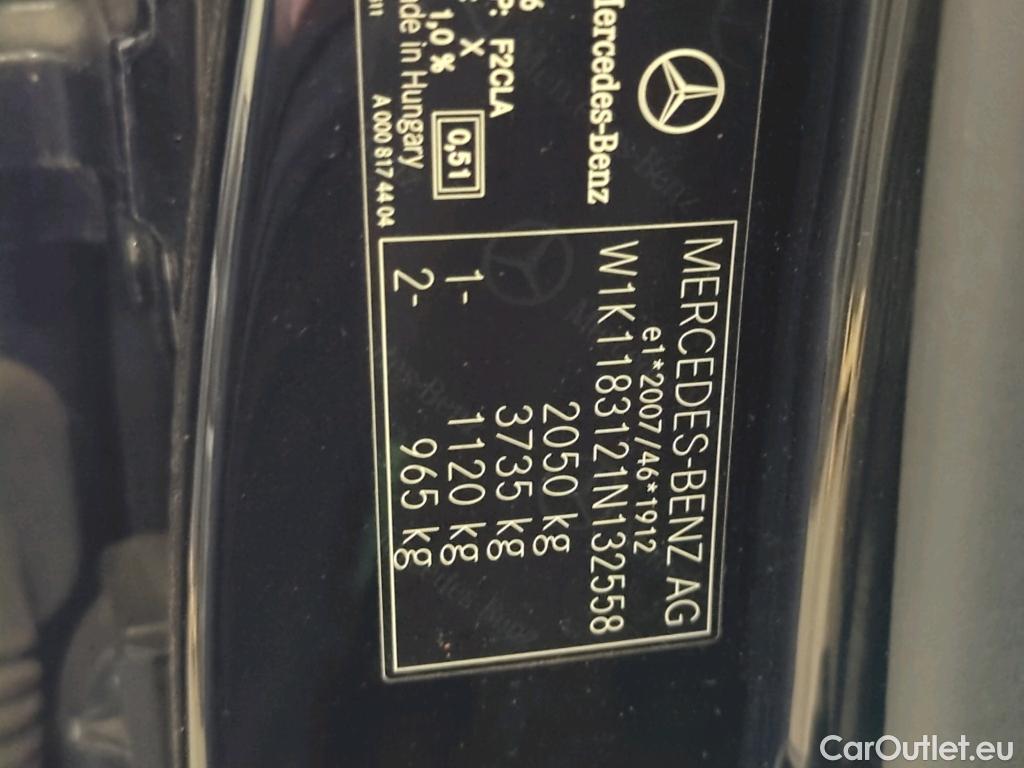 MERCEDES-BENZ AG
e1*2007/46*1912
W1K1183121N132558
2050 kg
3735 kg
1- 1120 kg
2- 965 kg
Mercedes-Benz
F2CLA
X
1,0 % 0,51
in Hungary
A 000 817 44 04
CarOutlet.eu